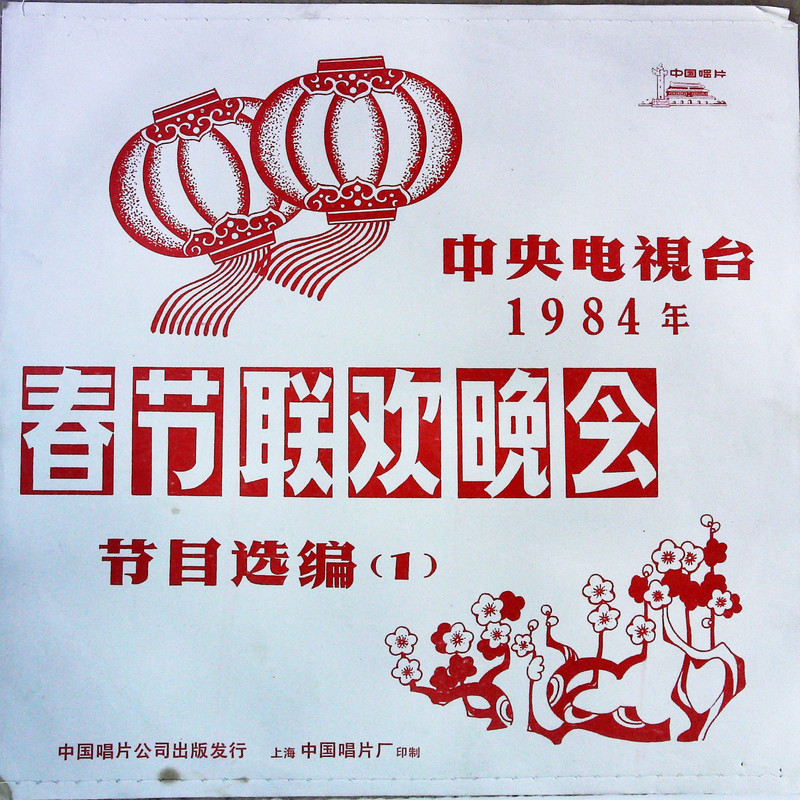 中国唱片
中央电視台
1984年
春节联欢晚会
节目选编(1)
中国唱片公司出版发行 上海 中国唱片厂印制